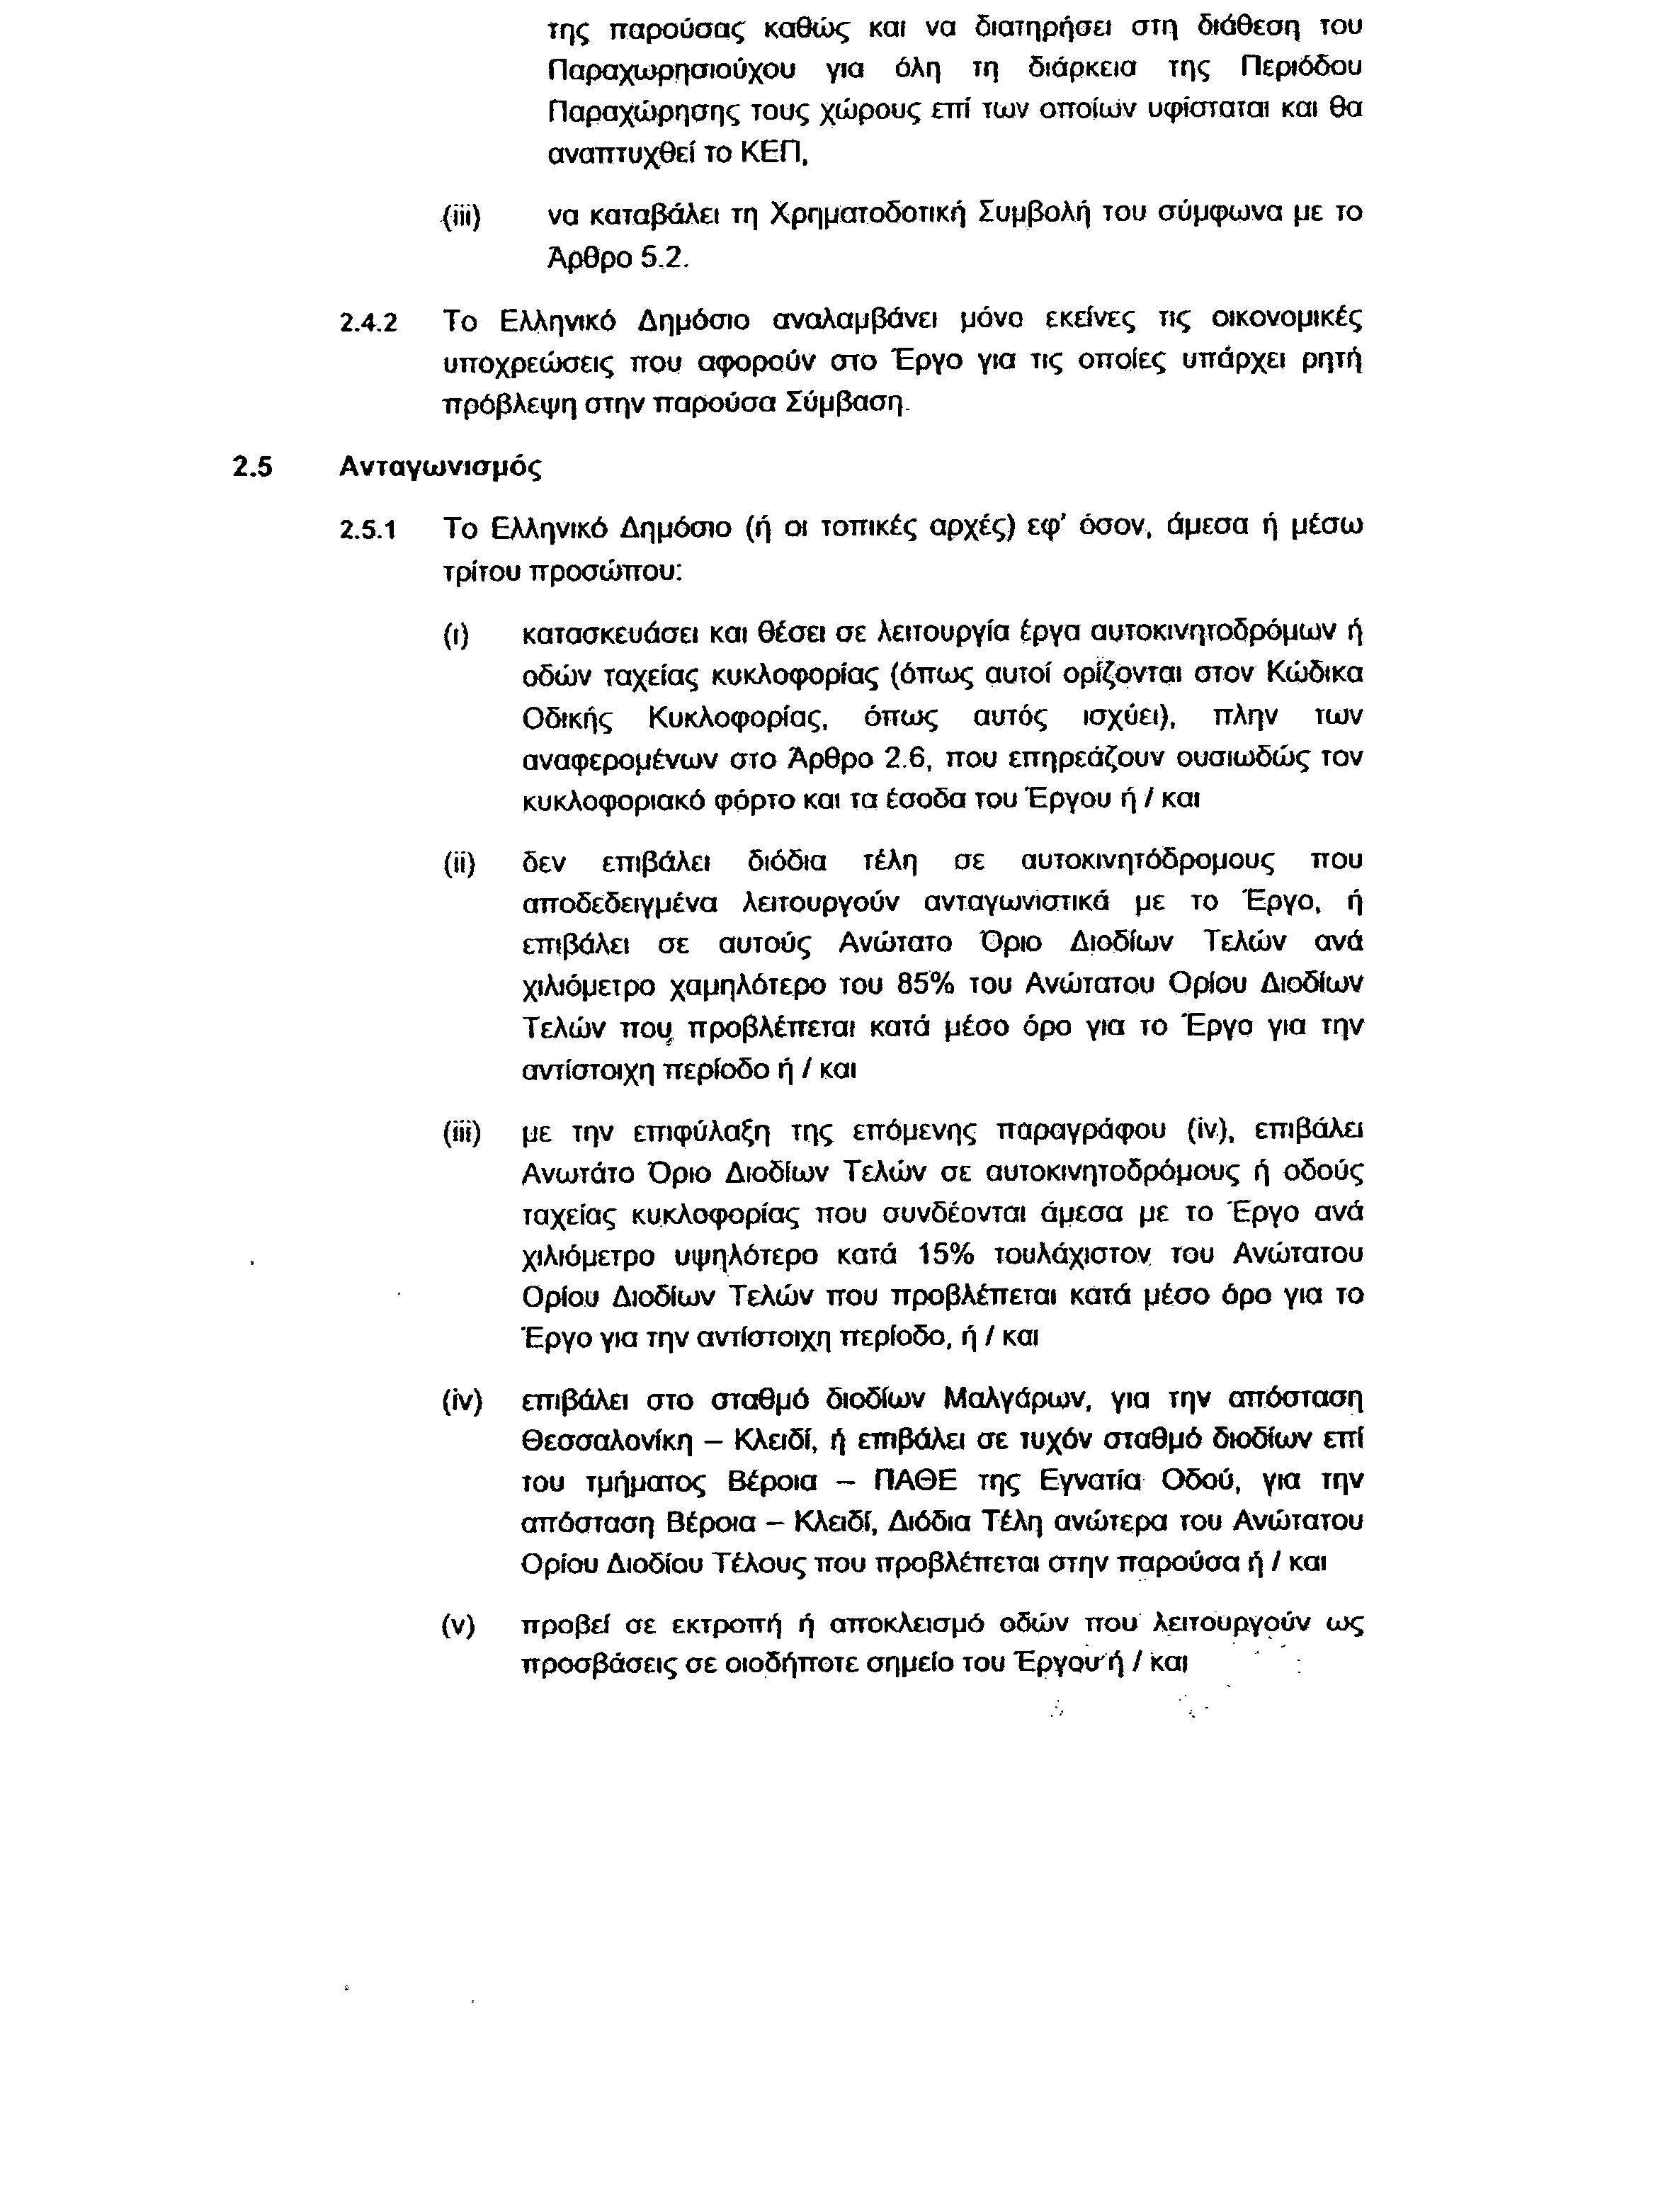 της παρούσας καθώς και να διατηρήσει στη διάθεση του
Παραχωρησιούχου για όλη τη διάρκεια της Περιόδου
Παραχώρησης τους χώρους επί των οποίων υφίσταται και θα
αναπτυχθεί το ΚΕΠ,
(iii) να καταβάλει τη Χρηματοδοτική Συμβολή του σύμφωνα με το
Άρθρο 5.2.
2.4.2 Το Ελληνικό Δημόσιο αναλαμβάνει μόνο εκείνες τις οικονομικές
υποχρεώσεις που αφορούν στο Έργο για τις οποίες υπάρχει ρητή
πρόβλεψη στην παρούσα Σύμβαση.
2.5 Ανταγωνισμός
2.5.1 Το Ελληνικό Δημόσιο (ή οι τοπικές αρχές) εφ' όσον, άμεσα ή μέσω
τρίτου προσώπου:
(ι) κατασκευάσει και θέσει σε λειτουργία έργα αυτοκινητοδρόμων ή
οδών ταχείας κυκλοφορίας (όπως αυτοί ορίζονται στον Κώδικα
Οδικής Κυκλοφορίας, όπως αυτός ισχύει), πλην των
αναφερομένων στο Άρθρο 2.6, που επηρεάζουν ουσιωδώς τον
κυκλοφοριακό φόρτο και τα έσοδα του Έργου ή / και
(ii) δεν επιβάλει διόδια τέλη σε αυτοκινητόδρομους που
αποδεδειγμένα λειτουργούν ανταγωνιστικά με το Έργο, ή
επιβάλει σε αυτούς Ανώτατο Όριο Διοδίων Τελών ανά
χιλιόμετρο χαμηλότερο του 85% του Ανώτατου Ορίου Διοδίων
Τελών που προβλέπεται κατά μέσο όρο για το Έργο για την
αντίστοιχη περίοδο ή / και
(iii) με την επιφύλαξη της επόμενης παραγράφου (iv), επιβάλει
Ανωτάτο Όριο Διοδίων Τελών σε αυτοκινητοδρόμους ή οδούς
ταχείας κυκλοφορίας που συνδέονται άμεσα με το Έργο ανά
χιλιόμετρο υψηλότερο κατά 15% τουλάχιστον του Ανώτατου
Ορίου Διοδίων Τελών που προβλέπεται κατά μέσο όρο για το
Έργο για την αντίστοιχη περίοδο, ή / και
(iv) επιβάλει στο σταθμό διοδίων Μαλγάρων, για την απόσταση
Θεσσαλονίκη – Κλειδί, ή επιβάλει σε τυχόν σταθμό διοδίων επί
του τμήματος Βέροια – ΠΑΘΕ της Εγνατία Οδού, για την
απόσταση Βέροια – Κλειδί, Διόδια Τέλη ανώτερα του Ανώτατου
Ορίου Διοδίου Τέλους που προβλέπεται στην παρούσα ή / και
(v) προβεί σε εκτροπή ή αποκλεισμό οδών που λειτουργούν ως
προσβάσεις σε οιοδήποτε σημείο του Έργου ή / και